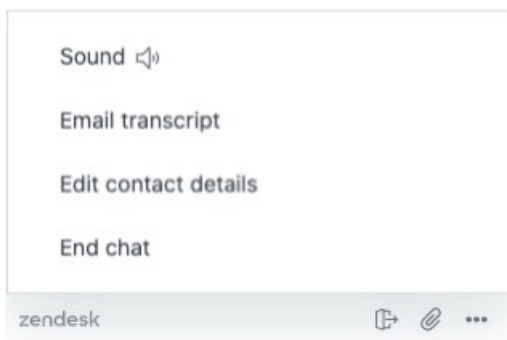 Sound
Email transcript
Edit contact details
End chat
zendesk